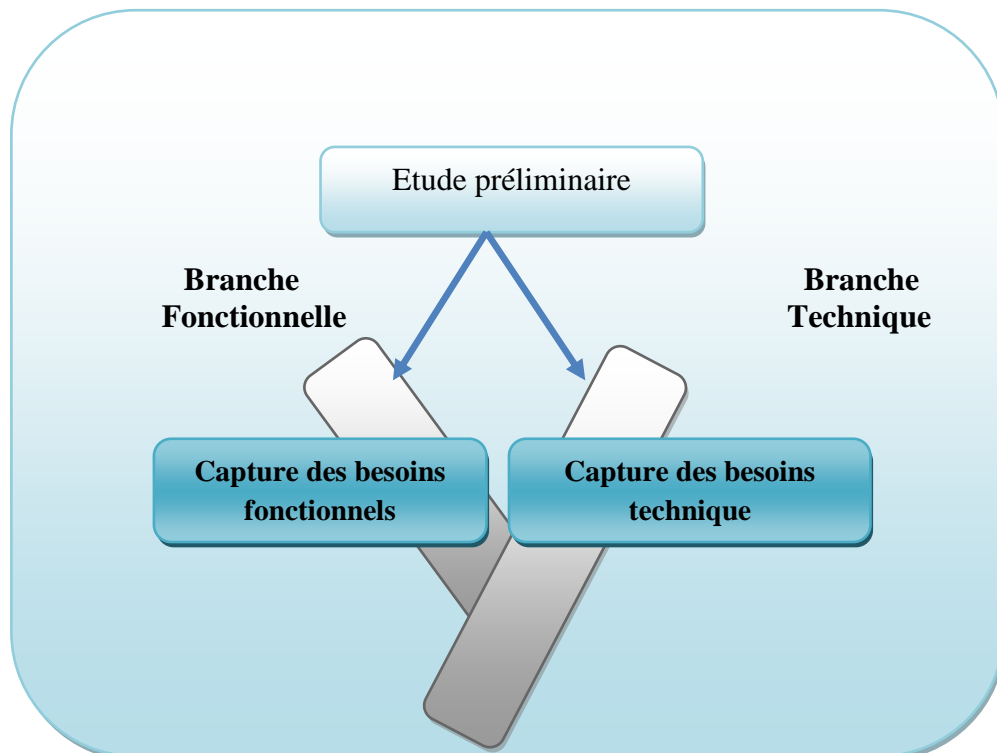 Etude préliminaire
Branche
Fonctionnelle
Branche
Technique
Capture des besoins
fonctionnels
Capture des besoins
technique